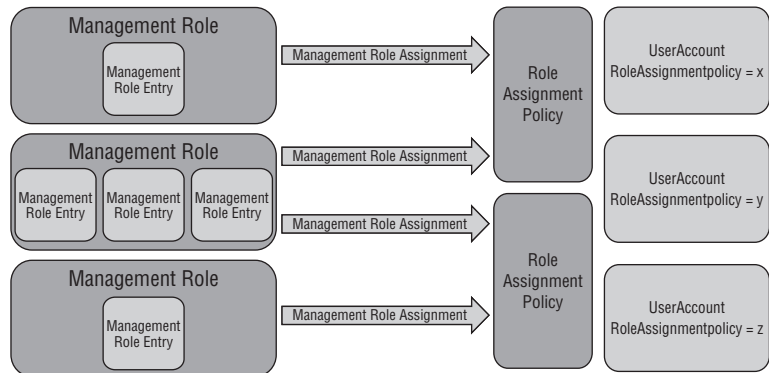 Management Role
Management
Role Entry
Management Role Assignment
Management Role
Management
Role Entry
Management
Role Entry
Management
Role Entry
Management Role Assignment
Management Role Assignment
Management Role
Management
Role Entry
Management Role Assignment
Role
Assignment
Policy
Role
Assignment
Policy
UserAccount
RoleAssignmentpolicy = x
UserAccount
RoleAssignmentpolicy = y
UserAccount
RoleAssignmentpolicy = z